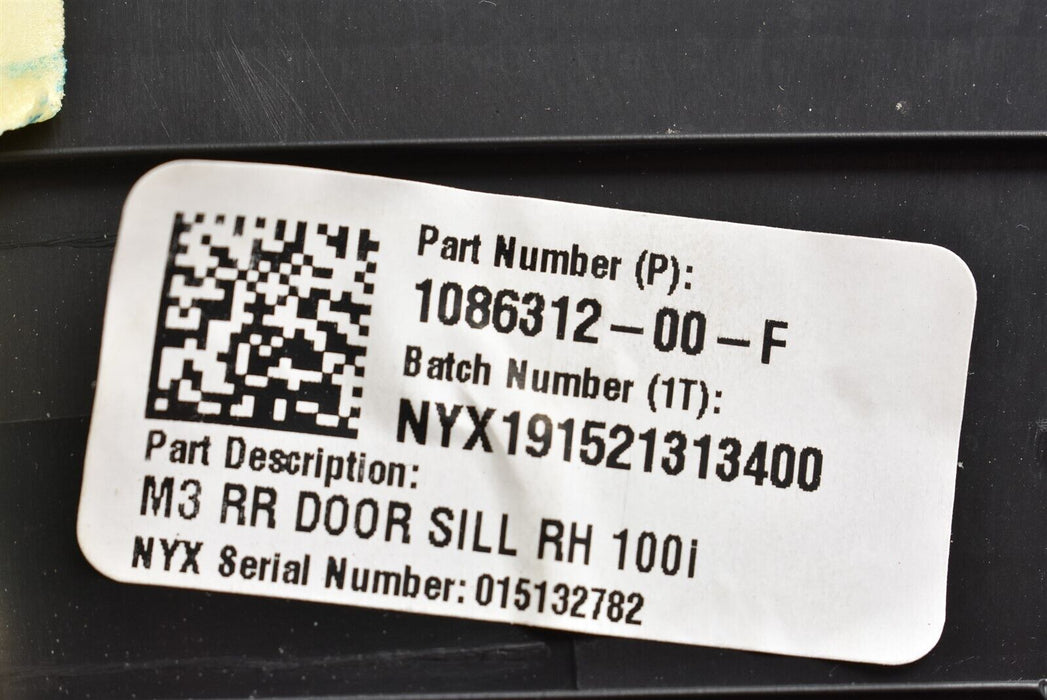 Part Number (P):
1086312-00-F
Batch Number (1T):
NYX191521313400
Part Description:
M3 RR DOOR SILL RH 100i
NYX Serial Number: 015132782